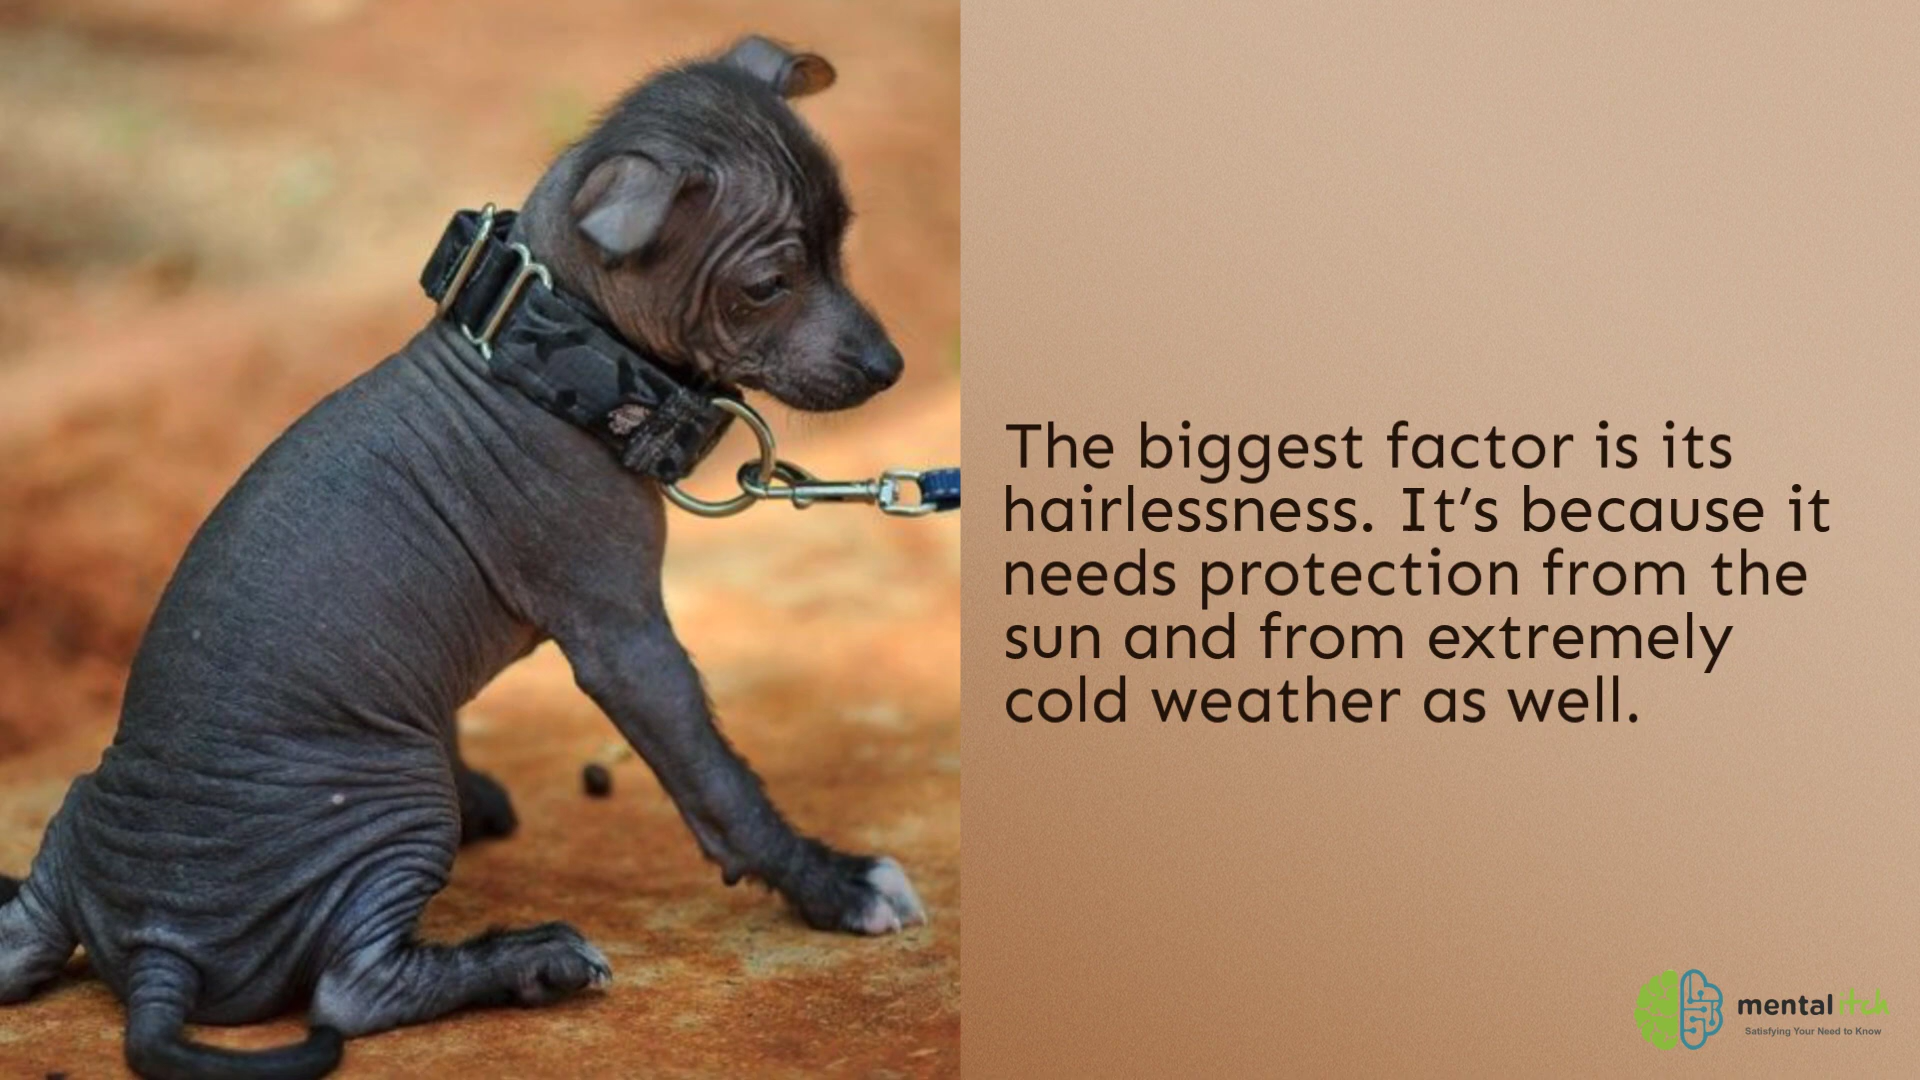 The biggest factor is its
hairlessness. It’s because it
needs protection from the
sun and from extremely
cold weather as well.
mental itch
Satisfying Your Need to Know